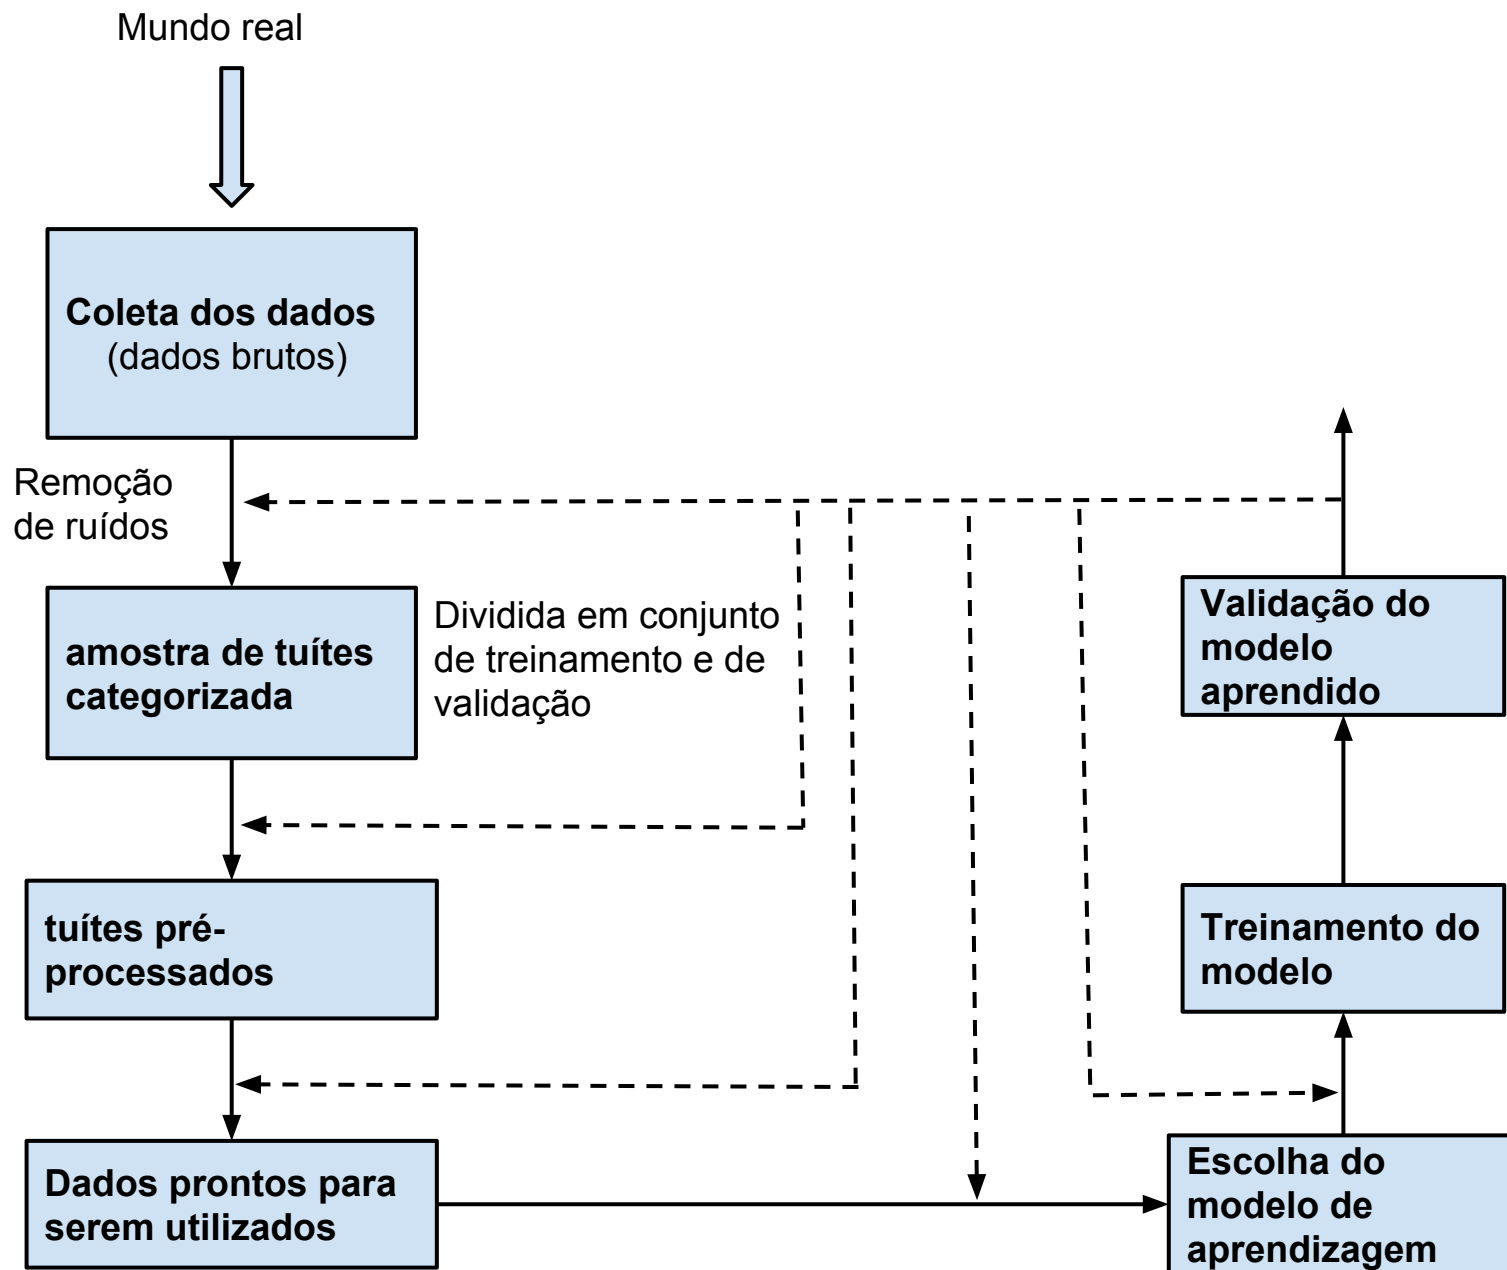 Mundo real
Coleta dos dados
(dados brutos)
Remoção
de ruídos
amostra de tuítes
categorizada
Dividida em conjunto
de treinamento e de
validação
tuítes pré-
processados
Dados prontos para
serem utilizados
Escolha do
modelo de
aprendizagem
Treinamento do
modelo
Validação do
modelo
aprendido